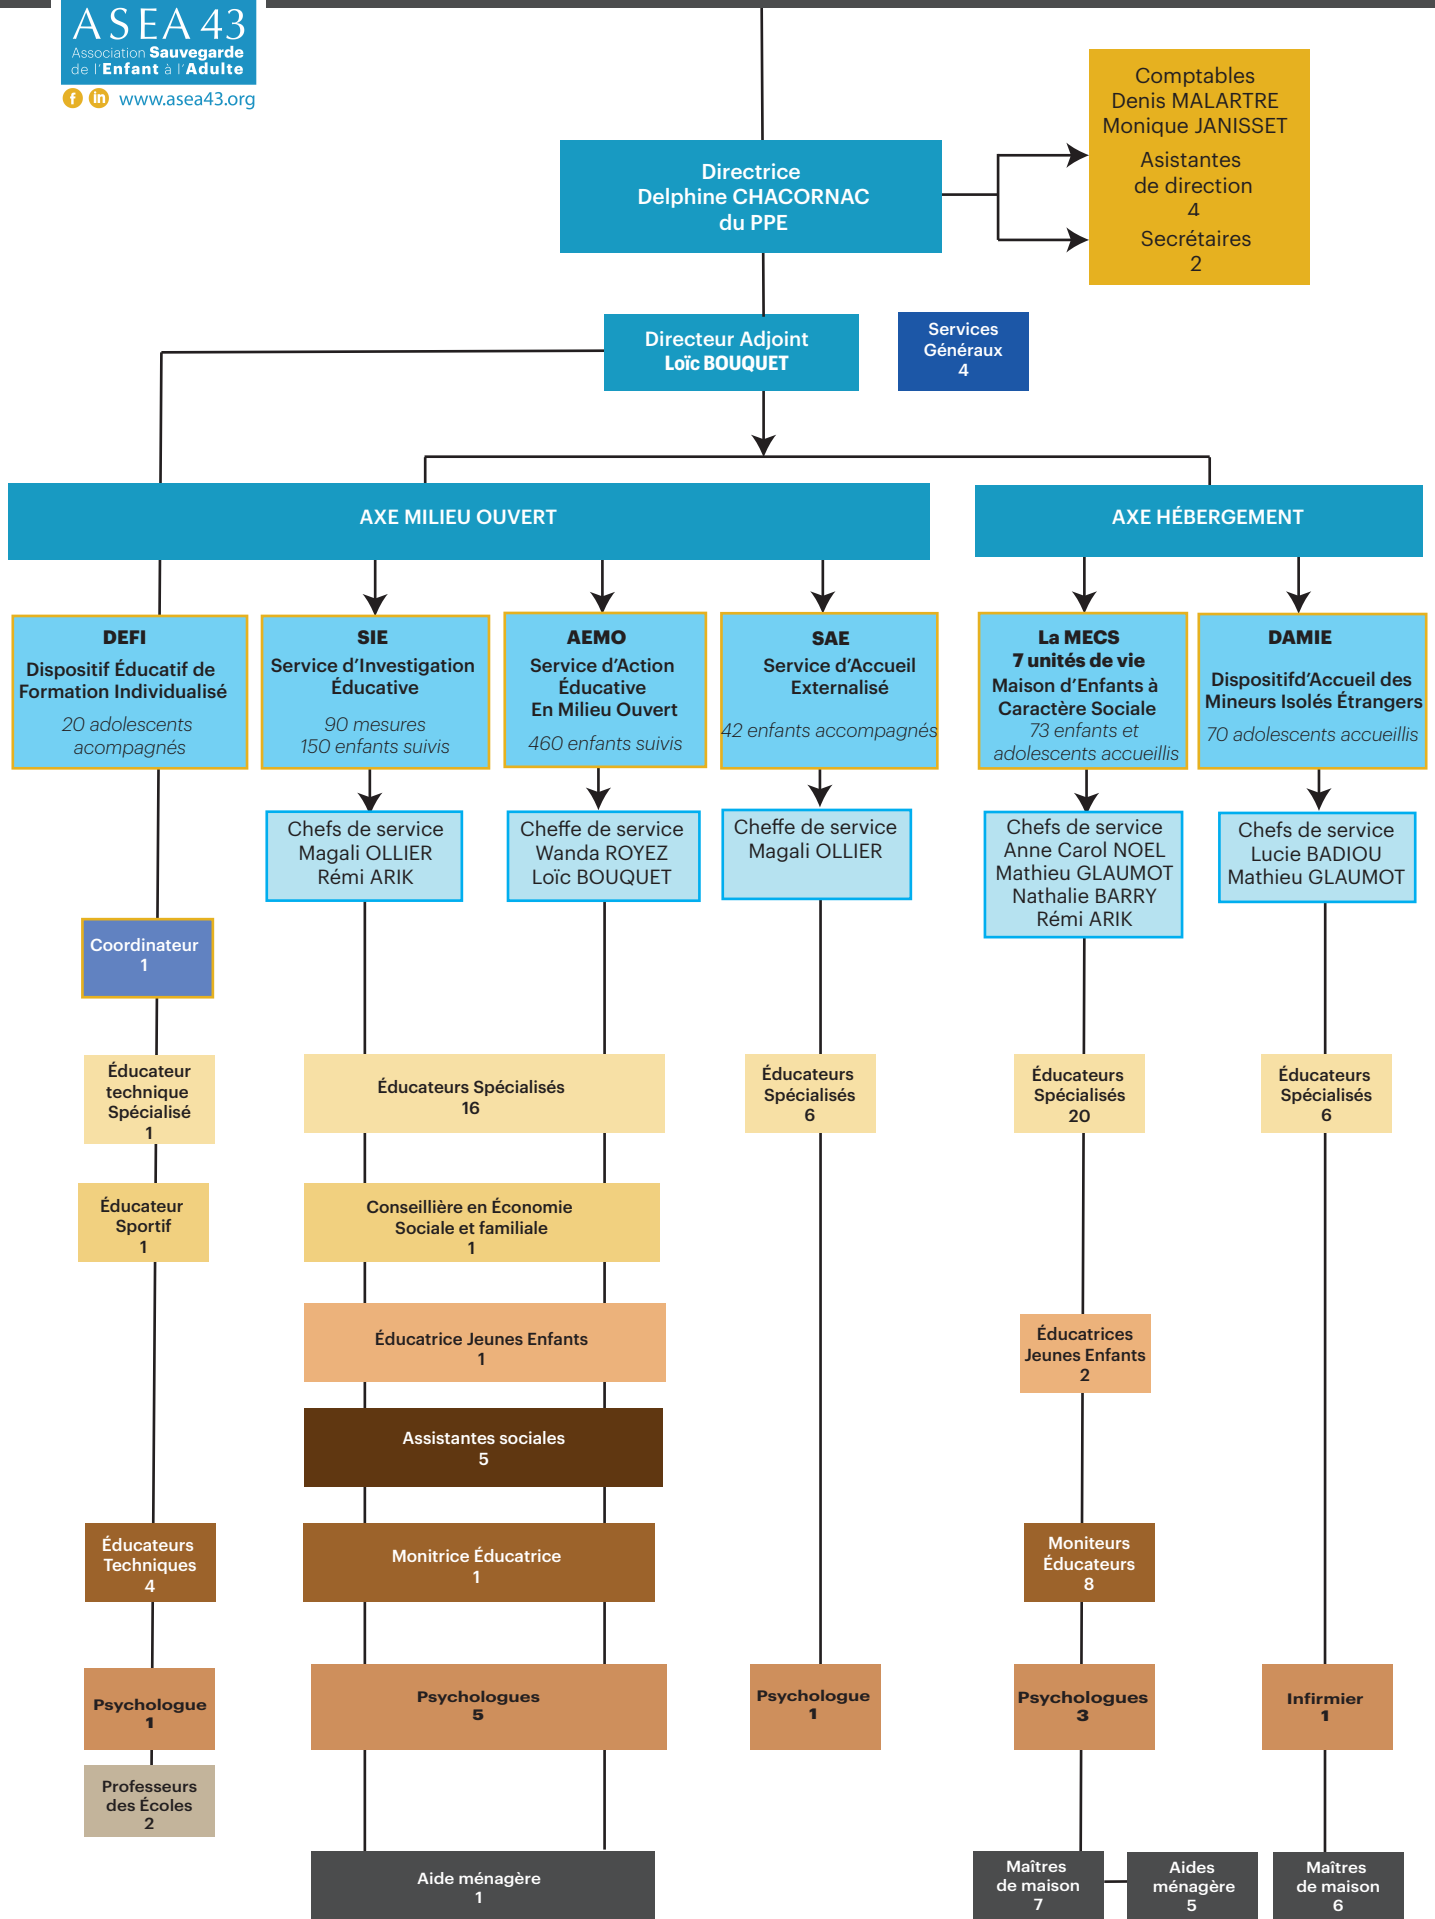 ASEA 43
Association Sauvegarde
de l'Enfant à l'Adulte
f in www.asea43.org
Comptables
Denis MALARTRE
Monique JANISSET
Asistantes
de direction
4
Secrétaires
2
Directrice
Delphine CHACORNAC
du PPE
Directeur Adjoint
Loïc BOUQUET
Services
Généraux
4
AXE MILIEU OUVERT
AXE HÉBERGEMENT
DEFI
Dispositif Éducatif de
Formation Individualisé
20 adolescents
acompagnés
SIE
Service d'Investigation
Éducative
90 mesures
150 enfants suivis
AEMO
Service d'Action
Éducative
En Milieu Ouvert
460 enfants suivis
SAE
Service d'Accueil
Externalisé
42 enfants accompagnés
La MECS
7 unités de vie
Maison d'Enfants à
Caractère Sociale
73 enfants et
adolescents accueillis
DAMIE
Dispositifd'Accueil des
Mineurs Isolés Étrangers
70 adolescents accueillis
Chefs de service
Magali OLLIER
Rémi ARIK
Cheffe de service
Wanda ROYEZ
Loïc BOUQUET
Cheffe de service
Magali OLLIER
Chefs de service
Anne Carol NOEL
Mathieu GLAUMOT
Nathalie BARRY
Rémi ARIK
Chefs de service
Lucie BADIOU
Mathieu GLAUMOT
Coordinateur
1
Éducateur
technique
Spécialisé
1
Éducateurs Spécialisés
16
Éducateurs
Spécialisés
6
Éducateurs
Spécialisés
20
Éducateurs
Spécialisés
6
Éducateur
Sportif
1
Conseillière en Économie
Sociale et familiale
1
Éducatrice Jeunes Enfants
1
Éducatrices
Jeunes Enfants
2
Assistantes sociales
5
Éducateurs
Techniques
4
Monitrice Éducatrice
1
Moniteurs
Éducateurs
8
Psychologue
1
Psychologues
5
Psychologue
1
Psychologues
3
Infirmier
1
Professeurs
des Écoles
2
Aide ménagère
1
Maîtres
de maison
7
Aides
ménagère
5
Maîtres
de maison
6